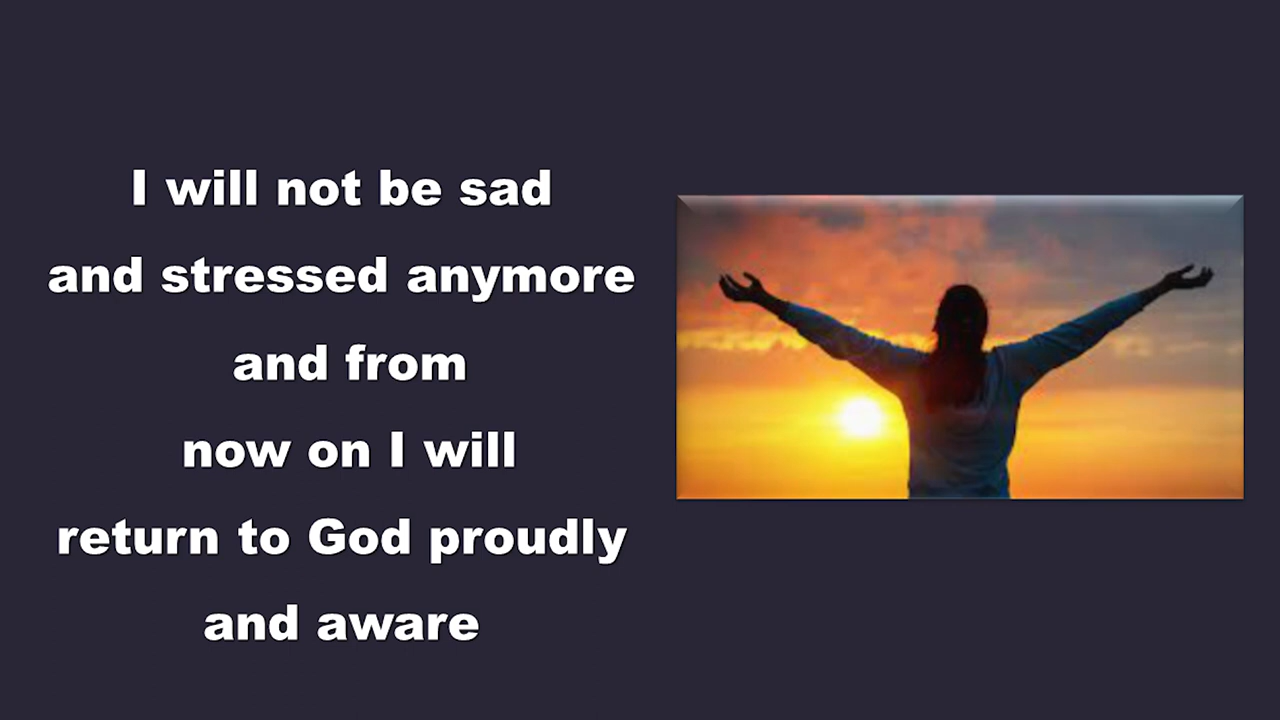 I will not be sad
and stressed anymore
and from
now on I will
return to God proudly
and aware